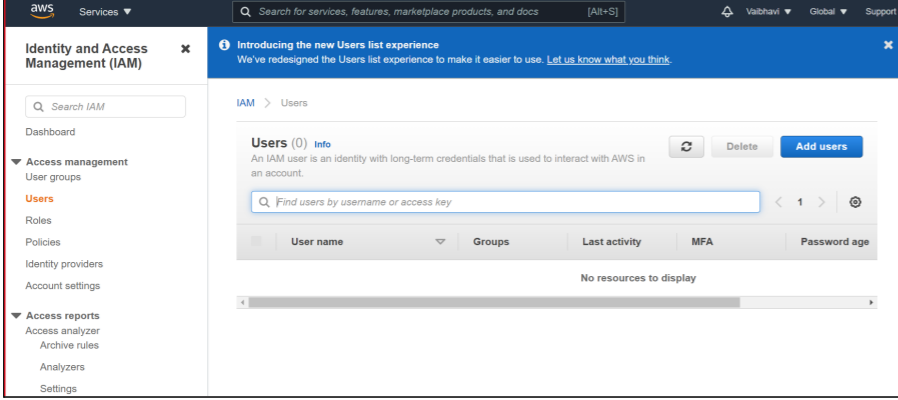 aws
Services ▼
Search for services, features, marketplace products, and docs
[Alt+S]
Vaibhavi ▼
Global ▼
Support
Identity and Access
Management (IAM)
Search IAM
Dashboard
Access management
User groups
Users
Roles
Policies
Identity providers
Account settings
Access reports
Access analyzer
Archive rules
Analyzers
Settings
Introducing the new Users list experience
We've redesigned the Users list experience to make it easier to use. Let us know what you think.
IAM > Users
Users (0) Info
An IAM user is an identity with long-term credentials that is used to interact with AWS in
an account.
Delete
Add users
Find users by username or access key
1
User name
Groups
Last activity
MFA
Password age
No resources to display